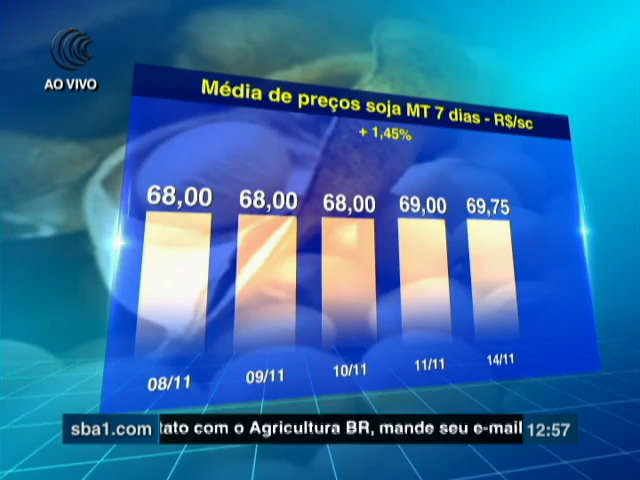 AO VIVO
Média de preços soja MT 7 dias - R$/sc
+ 1,45%
68,00 68,00 68,00 69,00 69,75
08/11 09/11 10/11 11/11 14/11
sba1.com tato com o Agricultura BR, mande seu e-mail 12:57